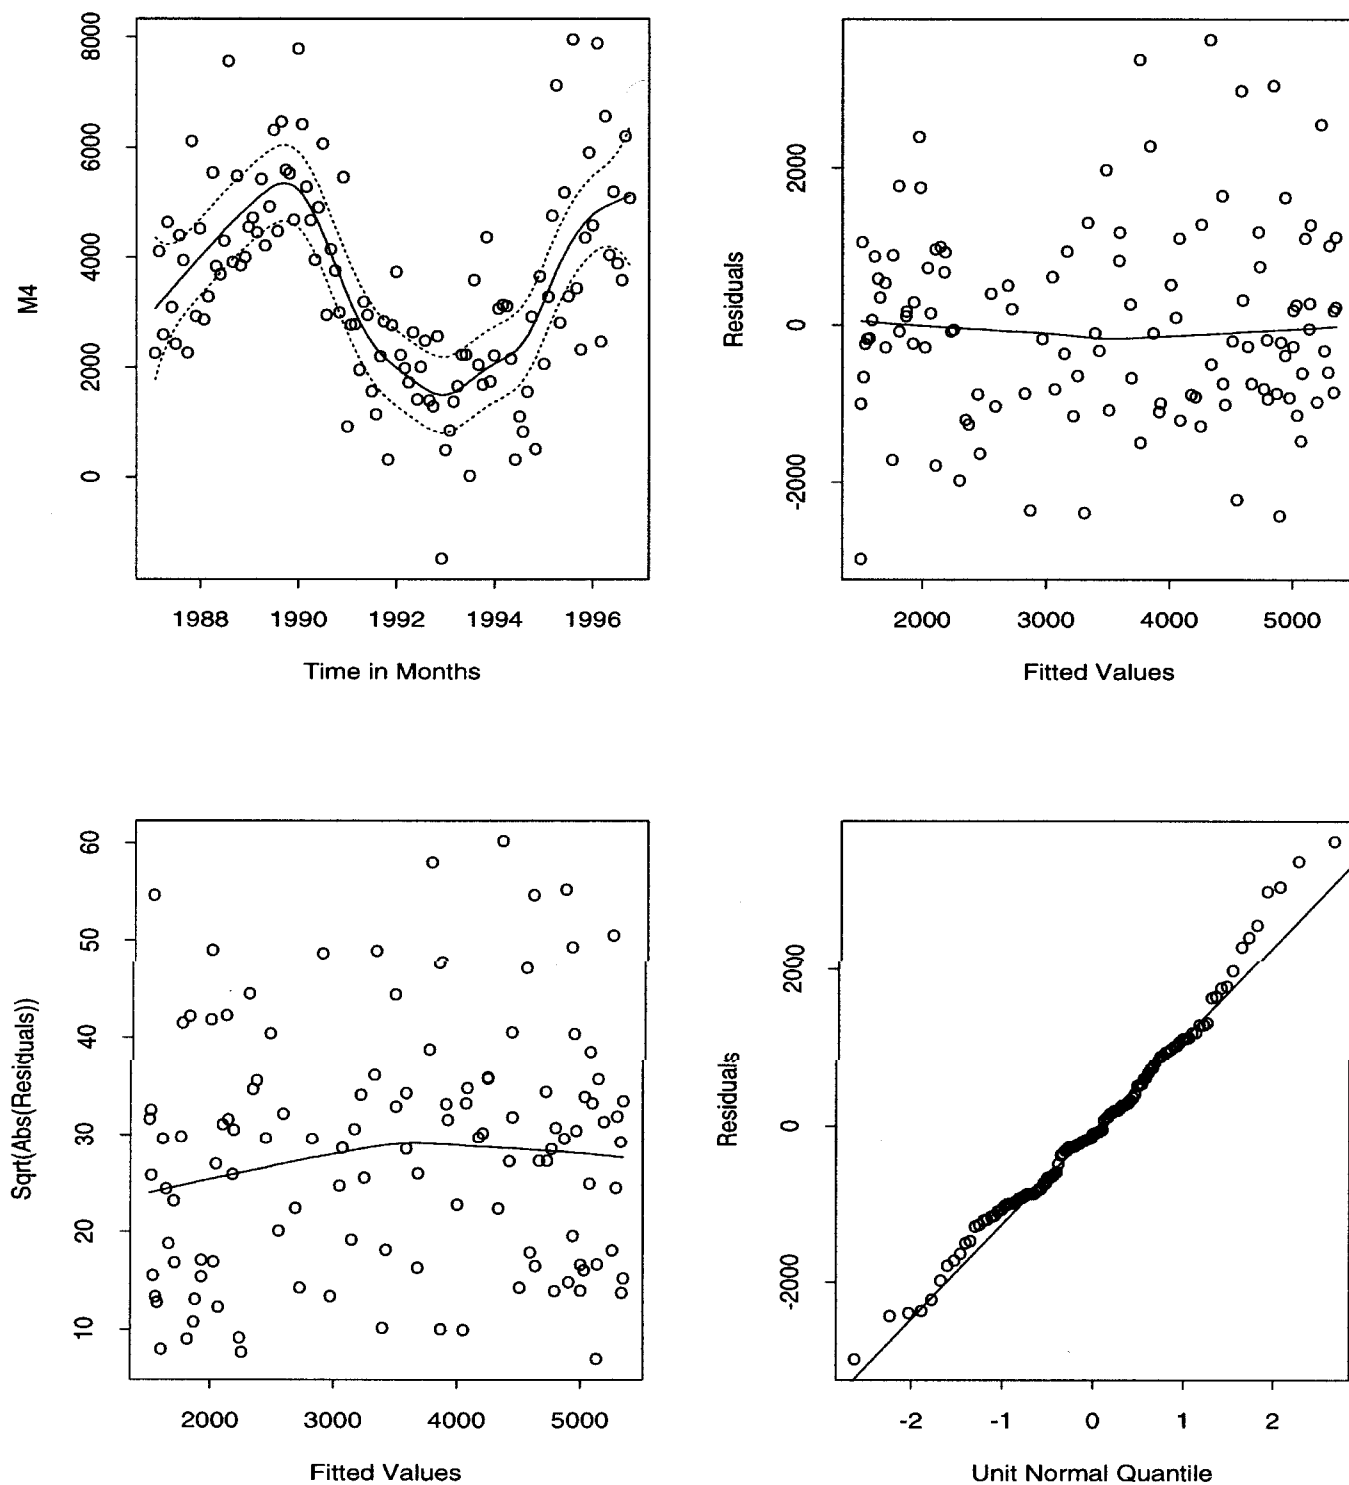 8000
6000
4000
2000
0
M4
1988 1990 1992 1994 1996
Time in Months
2000
0
-2000
Residuals
2000 3000 4000 5000
Fitted Values
60
50
40
30
20
10
Sqrt(Abs(Residuals))
2000 3000 4000 5000
Fitted Values
2000
0
-2000
Residuals
-2 -1 0 1 2
Unit Normal Quantile